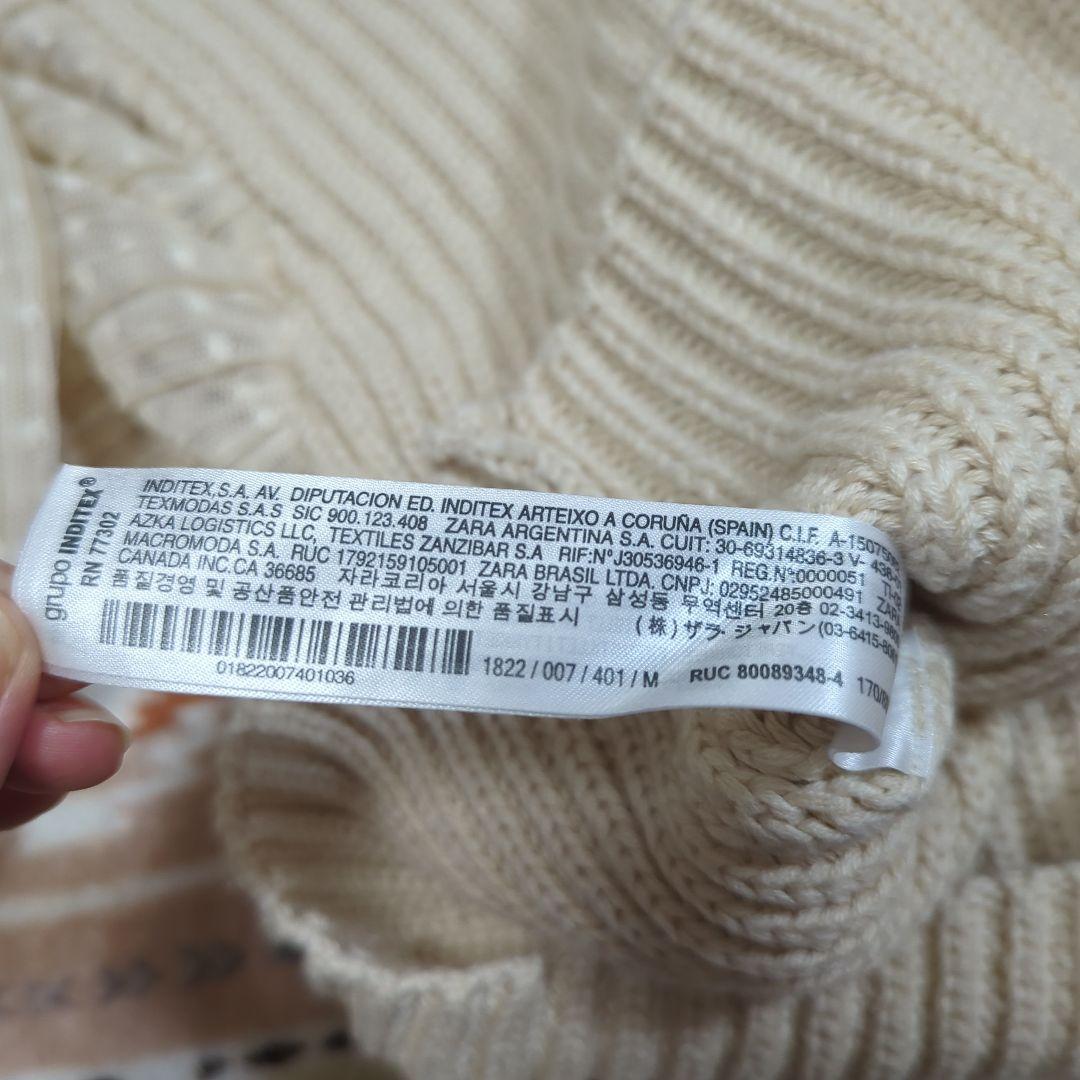 grupo INDITEX®
RN 77302
INDITEX,S.A. AV. DIPUTACION ED. INDITEX ARTEIXO A CORUÑA (SPAIN) C.I.F. A-15075
TEXMODAS S.A.S SIC 900.123.408 ZARA ARGENTINA S.A. CUIT: 30-69314836-3 V- 436
AZKA LOGISTICS LLC, TEXTILES ZANZIBAR S.A RIF:NºJ30536946-1 REG.Nº:0000051
MACROMODA S.A. RUC 1792159105001 ZARA BRASIL LTDA. CNPJ: 02952485000491
CANADA INC.CA 36685 자라코리아 서울시 강남구 삼성동 무역센터 20층 02-3413-
품질경영 및 공산품안전 관리법에 의한 품질표시 (株)ザラ・ジャパン(03-6415-
01822007401036
1822 / 007 / 401 / M
RUC 80089348-4